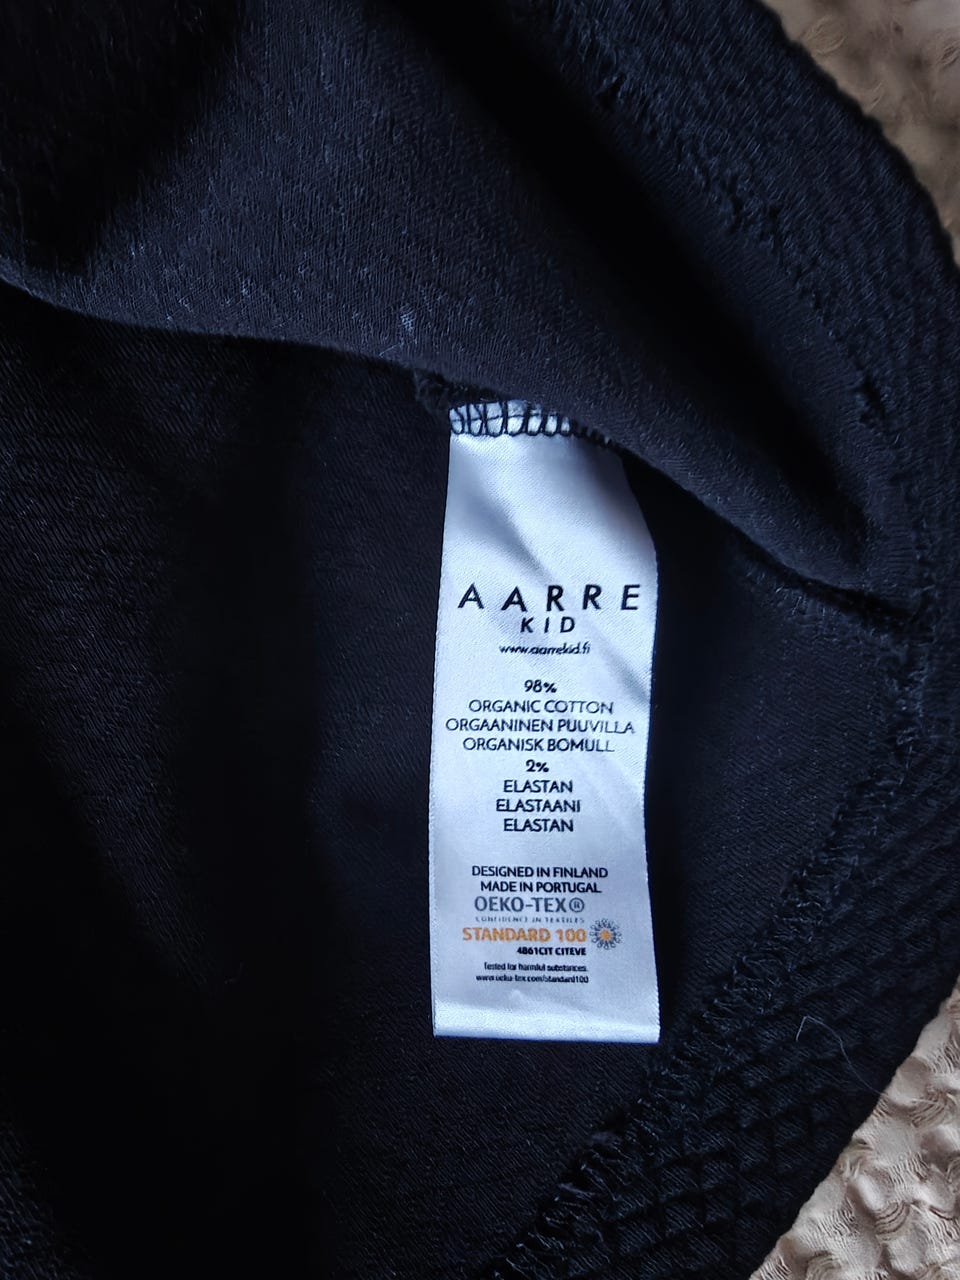 AARRE
KID
www.aarrekid.fi
98%
ORGANIC COTTON
ORGAANINEN PUUVILLA
ORGANISK BOMULL
2%
ELASTAN
ELASTAANI
ELASTAN
DESIGNED IN FINLAND
MADE IN PORTUGAL
OEKO-TEX®
CONFIDENCE IN TEXTILES
STANDARD 100
4861CIT CITEVE
Tested for harmful substances.
www.oeko-tex.com/standard100